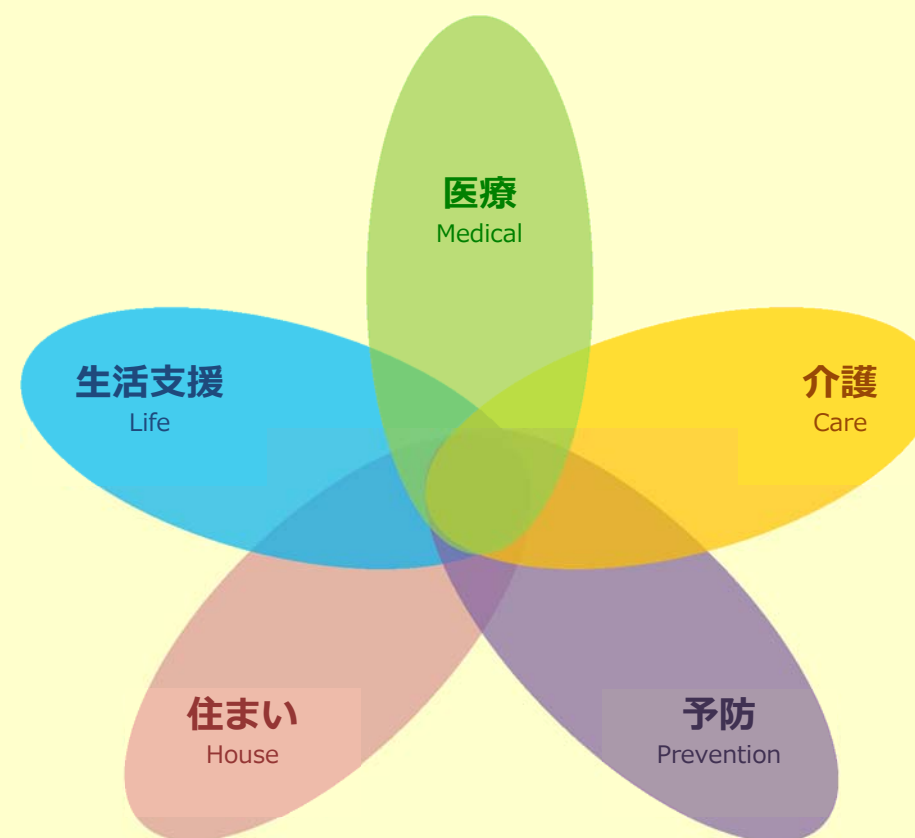 医療
Medical
生活支援
Life
介護
Care
住まい
House
予防
Prevention